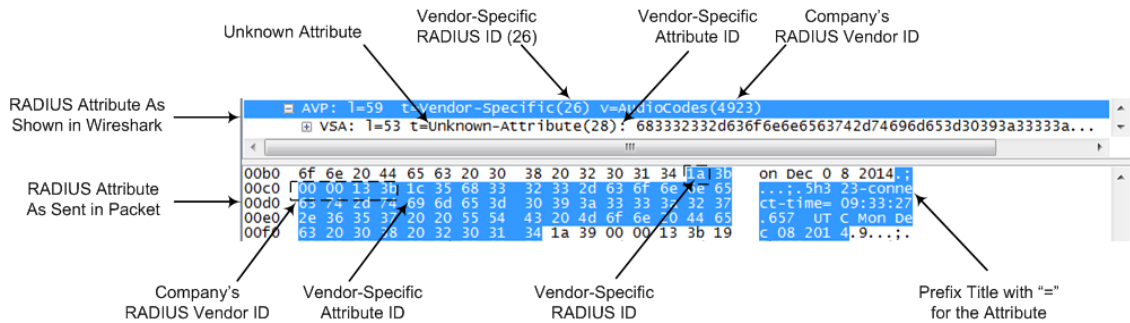 Unknown Attribute
Vendor-Specific
RADIUS ID (26)
Vendor-Specific
Attribute ID
Company's
RADIUS Vendor ID
RADIUS Attribute As
Shown in Wireshark
AVP: l=59 t=Vendor-Specific(26) v=AudioCodes(4923)
VSA: l=53 t=Unknown-Attribute(28): 683332332d636f6e6e6563742d74696d653d30393a33333a...
RADIUS Attribute
As Sent in Packet
00b0 6f 6e 20 44 65 63 20 30 38 20 32 30 31 34 1a 3b on Dec 0 8 2014.;
00c0 00 00 13 3b 1c 35 68 33 32 33 2d 63 6f 6e 6e 65 ...;.5h3 23-conne
00d0 63 74 2d 74 69 6d 65 3d 30 39 3a 33 33 3a 32 37 ct-time= 09:33:27
00e0 2e 36 35 37 20 20 55 54 43 20 4d 6f 6e 20 44 65 .657 UT C Mon De
00f0 63 20 30 38 20 32 30 31 34 1a 39 00 00 13 3b 19 c 08 201 4.9...;.
Company's
RADIUS Vendor ID
Vendor-Specific
Attribute ID
Vendor-Specific
RADIUS ID
Prefix Title with "="
for the Attribute